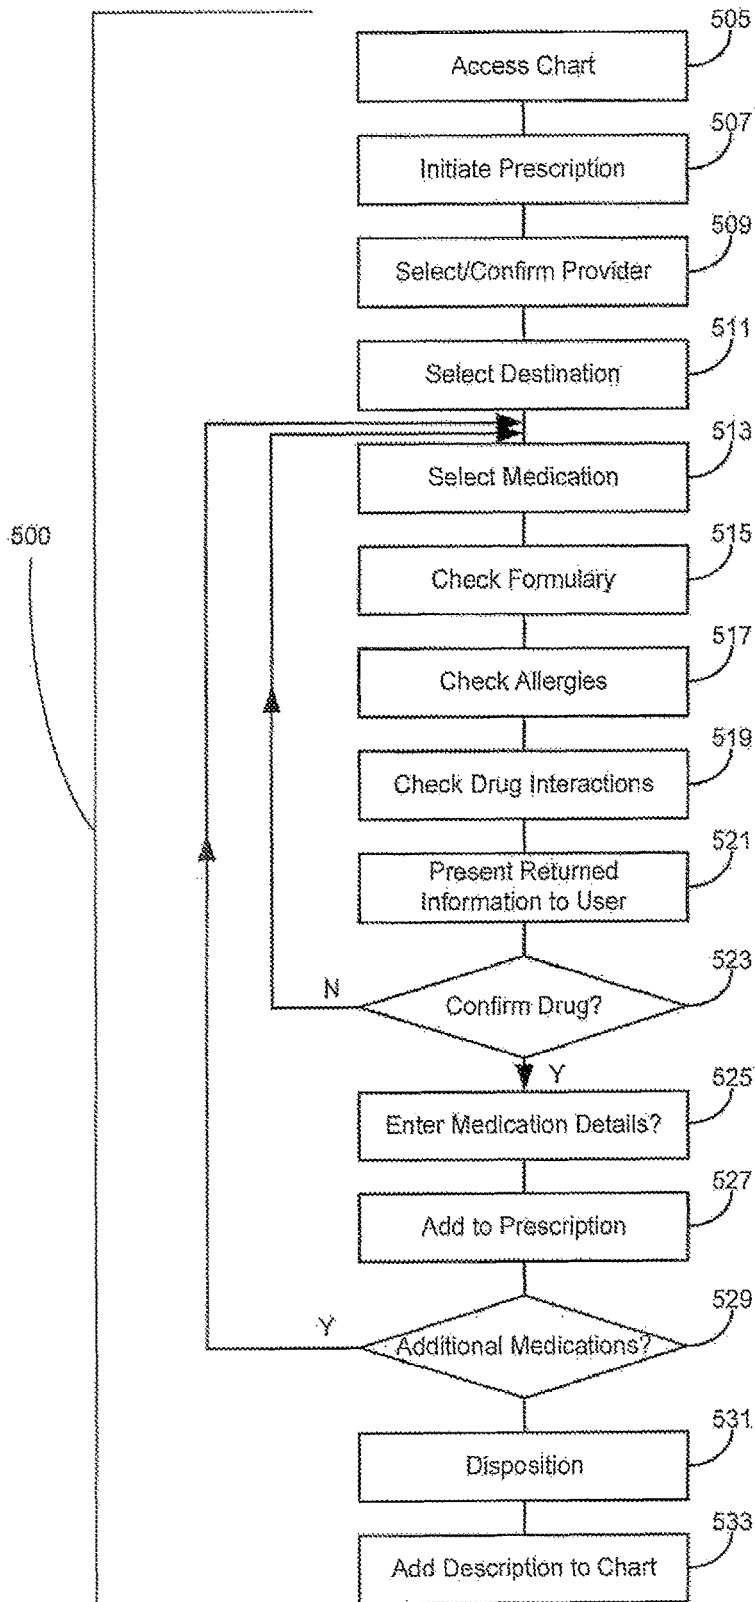 505
Access Chart
507
Initiate Prescription
509
Select/Confirm Provider
511
Select Destination
513
Select Medication
500
515
Check Formulary
517
Check Allergies
519
Check Drug Interactions
521
Present Returned
Information to User
523
N
Confirm Drug?
Y
525
Enter Medication Details?
527
Add to Prescription
529
Y
Additional Medications?
531
Disposition
533
Add Description to Chart